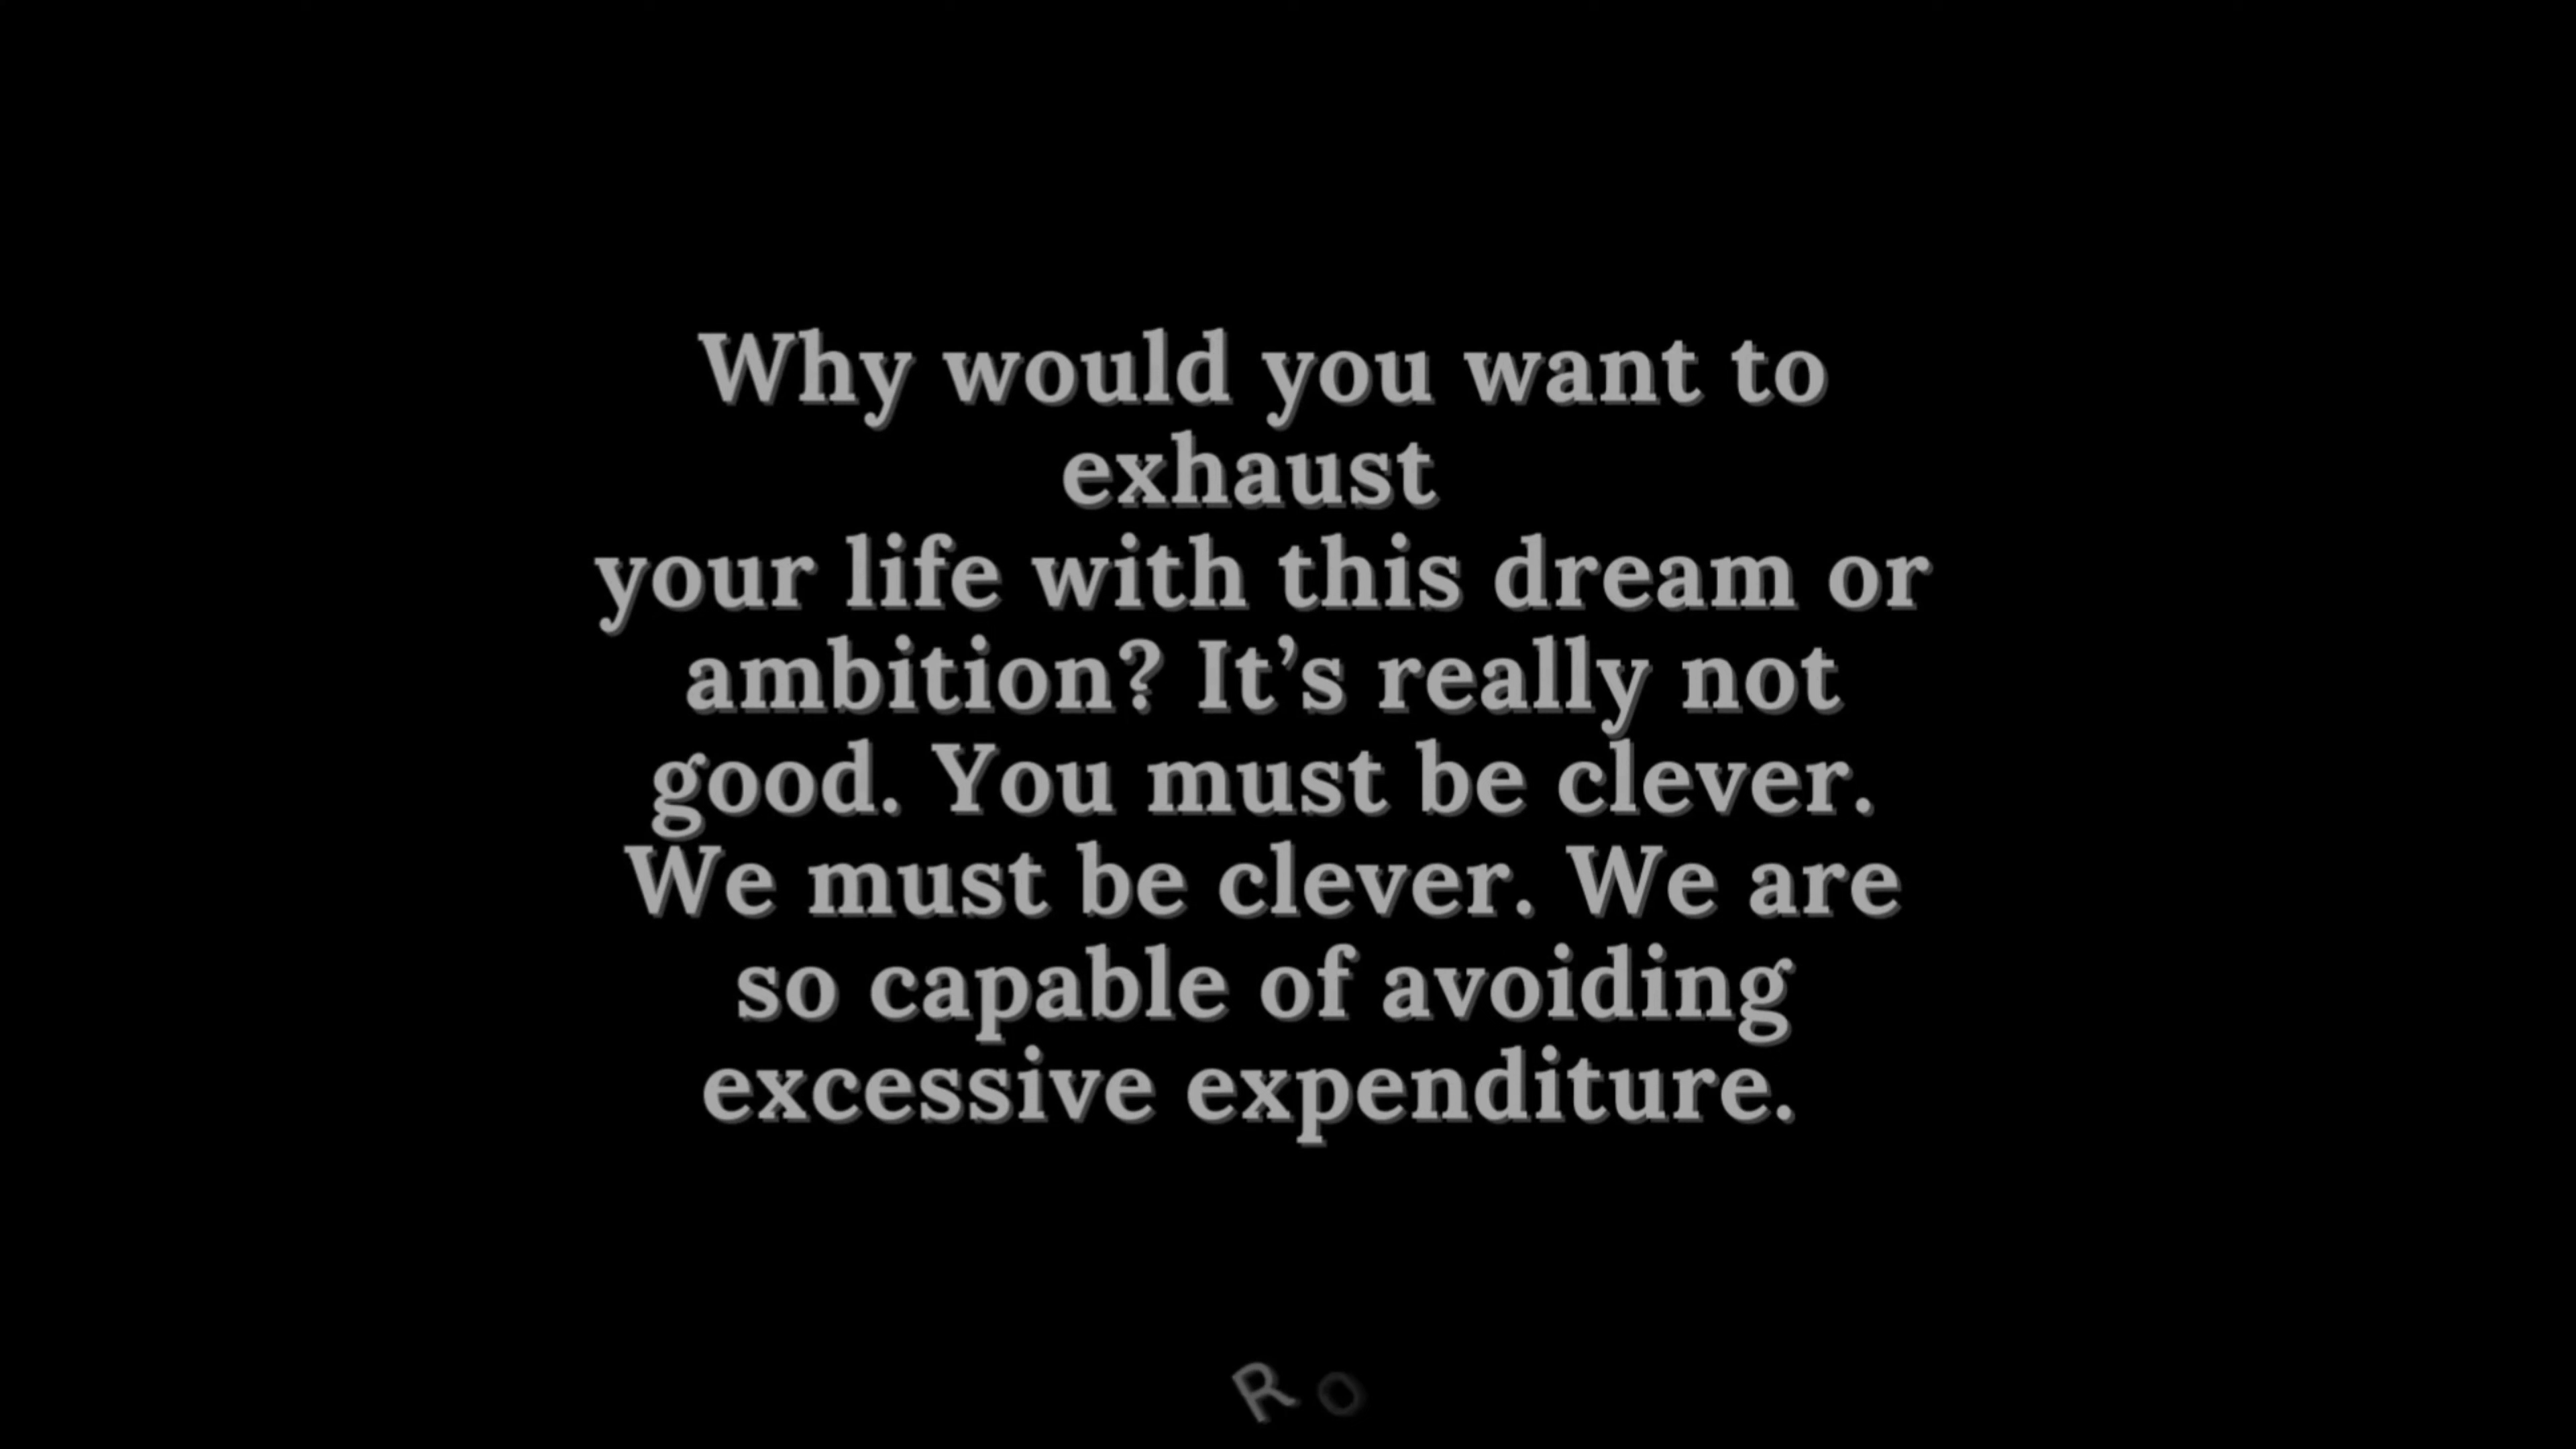 Why would you want to
exhaust
your life with this dream or
ambition? It’s really not
good. You must be clever.
We must be clever. We are
so capable of avoiding
excessive expenditure.
R o